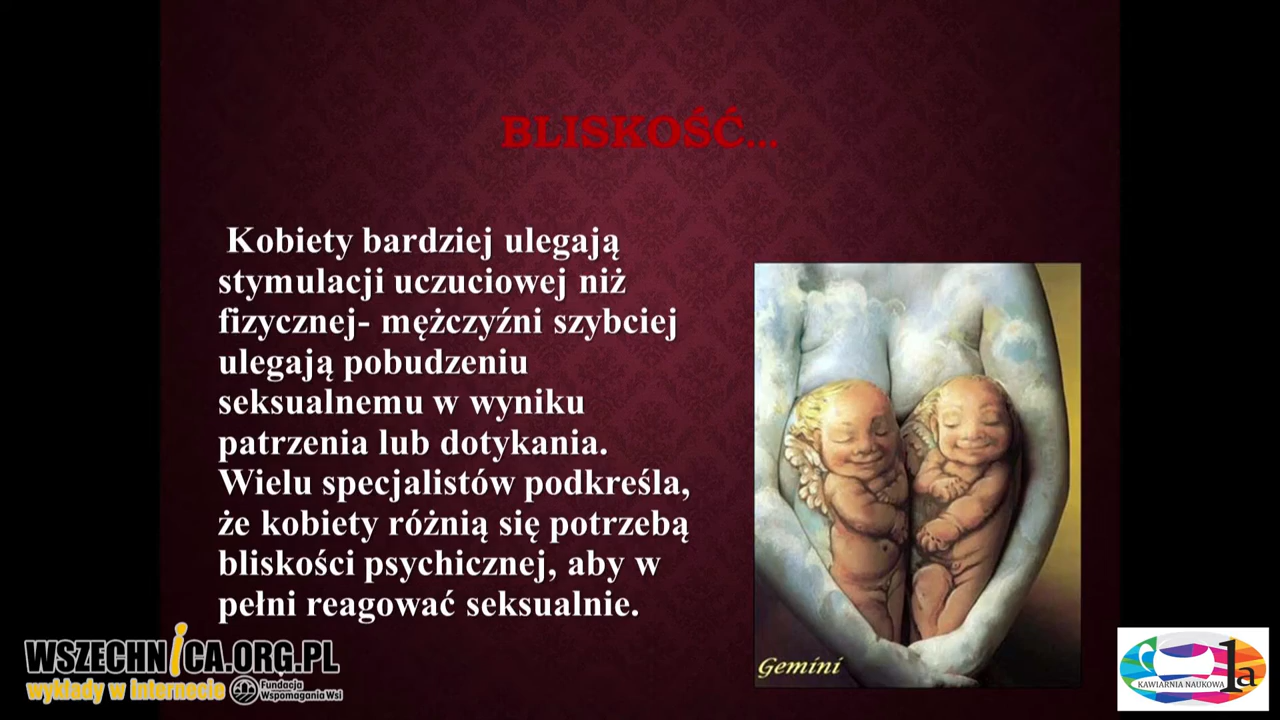 BLISKOŚĆ...
Kobiety bardziej ulegają
stymulacji uczuciowej niż
fizycznej- mężczyźni szybciej
ulegają pobudzeniu
seksualnemu w wyniku
patrzenia lub dotykania.
Wielu specjalistów podkreśla,
że kobiety różnią się potrzebą
bliskości psychicznej, aby w
pełni reagować seksualnie.
Gemini
WSZECHNICA.ORG.PL
wykłady w internecie
Fundacja
Wspomagania Wsi
KAWIARNIA NAUKOWA
1a